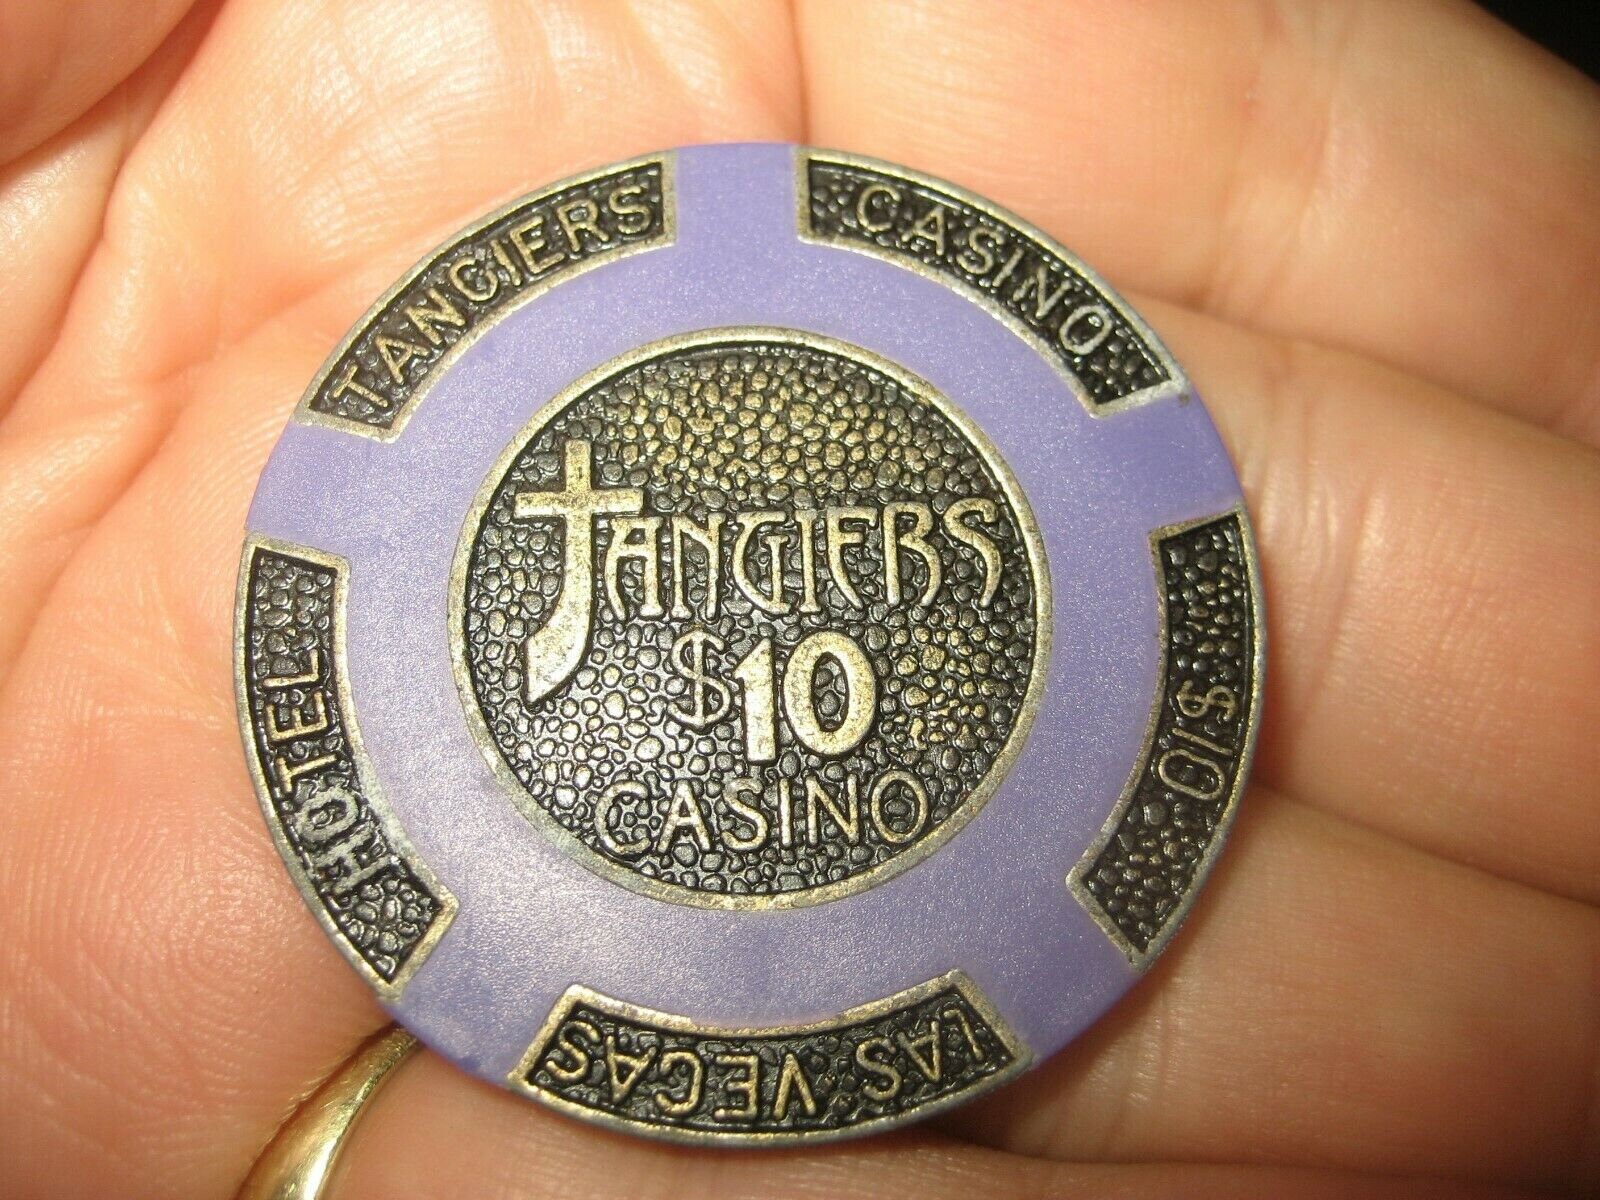 TANGIERS
CASINO
$10
LAS VEGAS
HOTEL
TANGIERS
$10
CASINO